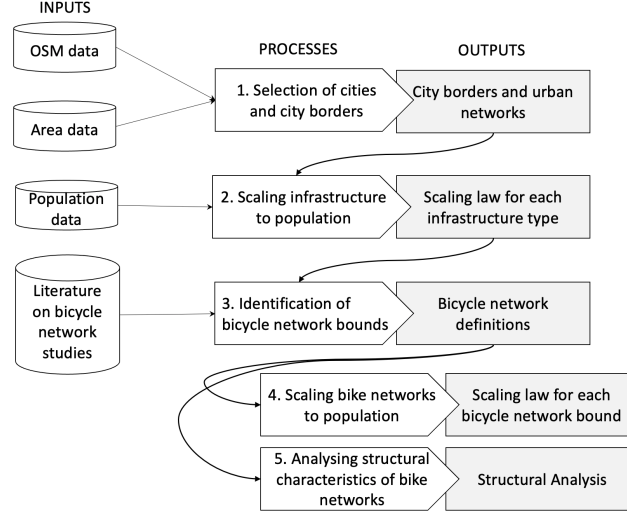 INPUTS
OSM data
Area data
Population
data
Literature
on bicycle
network
studies
PROCESSES
OUTPUTS
1. Selection of cities
and city borders
City borders and urban
networks
2. Scaling infrastructure
to population
Scaling law for each
infrastructure type
3. Identification of
bicycle network bounds
Bicycle network
definitions
4. Scaling bike networks
to population
Scaling law for each
bicycle network bound
5. Analysing structural
characteristics of bike
networks
Structural Analysis